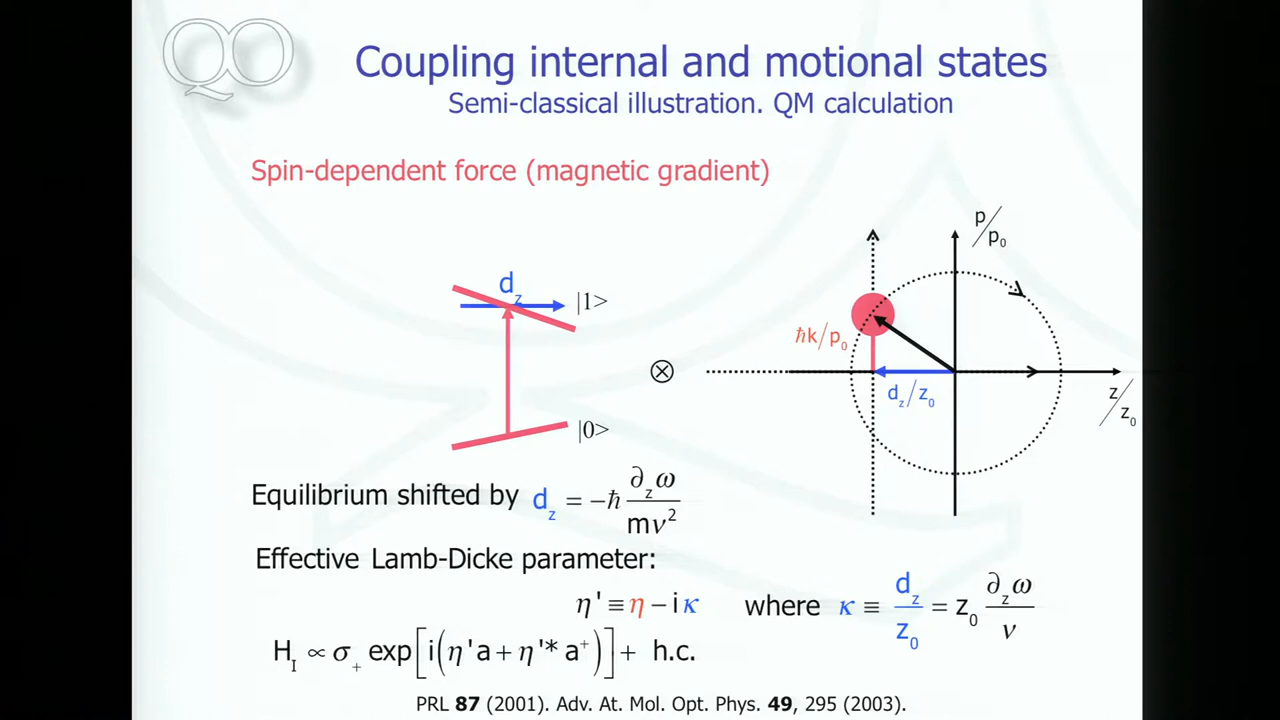 QO
Coupling internal and motional states
Semi-classical illustration. QM calculation
Spin-dependent force (magnetic gradient)
p/p₀
d_z
|1>
ħk/p₀
⊗
d_z/z₀
z/z₀
|0>
Equilibrium shifted by d_z = −ħ ∂_zω / mν²
Effective Lamb-Dicke parameter:
η' ≡ η − iκ where κ ≡ d_z/z₀ = z₀ ∂_zω/ν
H_I ∝ σ₊ exp[i(η'a + η'* a⁺)] + h.c.
PRL 87 (2001). Adv. At. Mol. Opt. Phys. 49, 295 (2003).